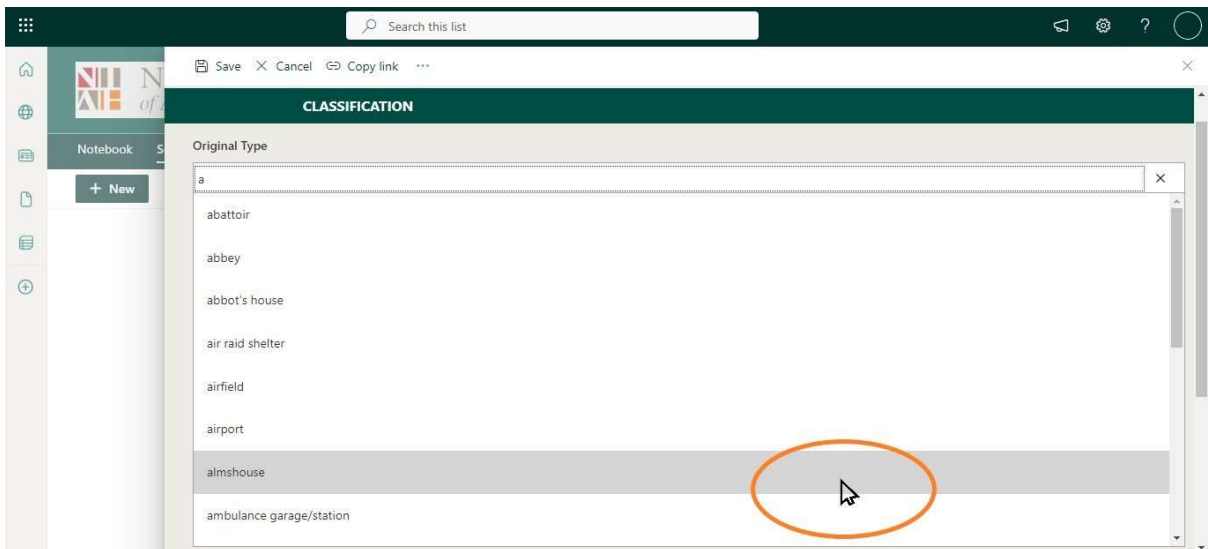 Search this list
?
N
of
Save Cancel Copy link ...
CLASSIFICATION
Notebook S
+ New
Original Type
a
abattoir
abbey
abbot's house
air raid shelter
airfield
airport
almshouse
ambulance garage/station